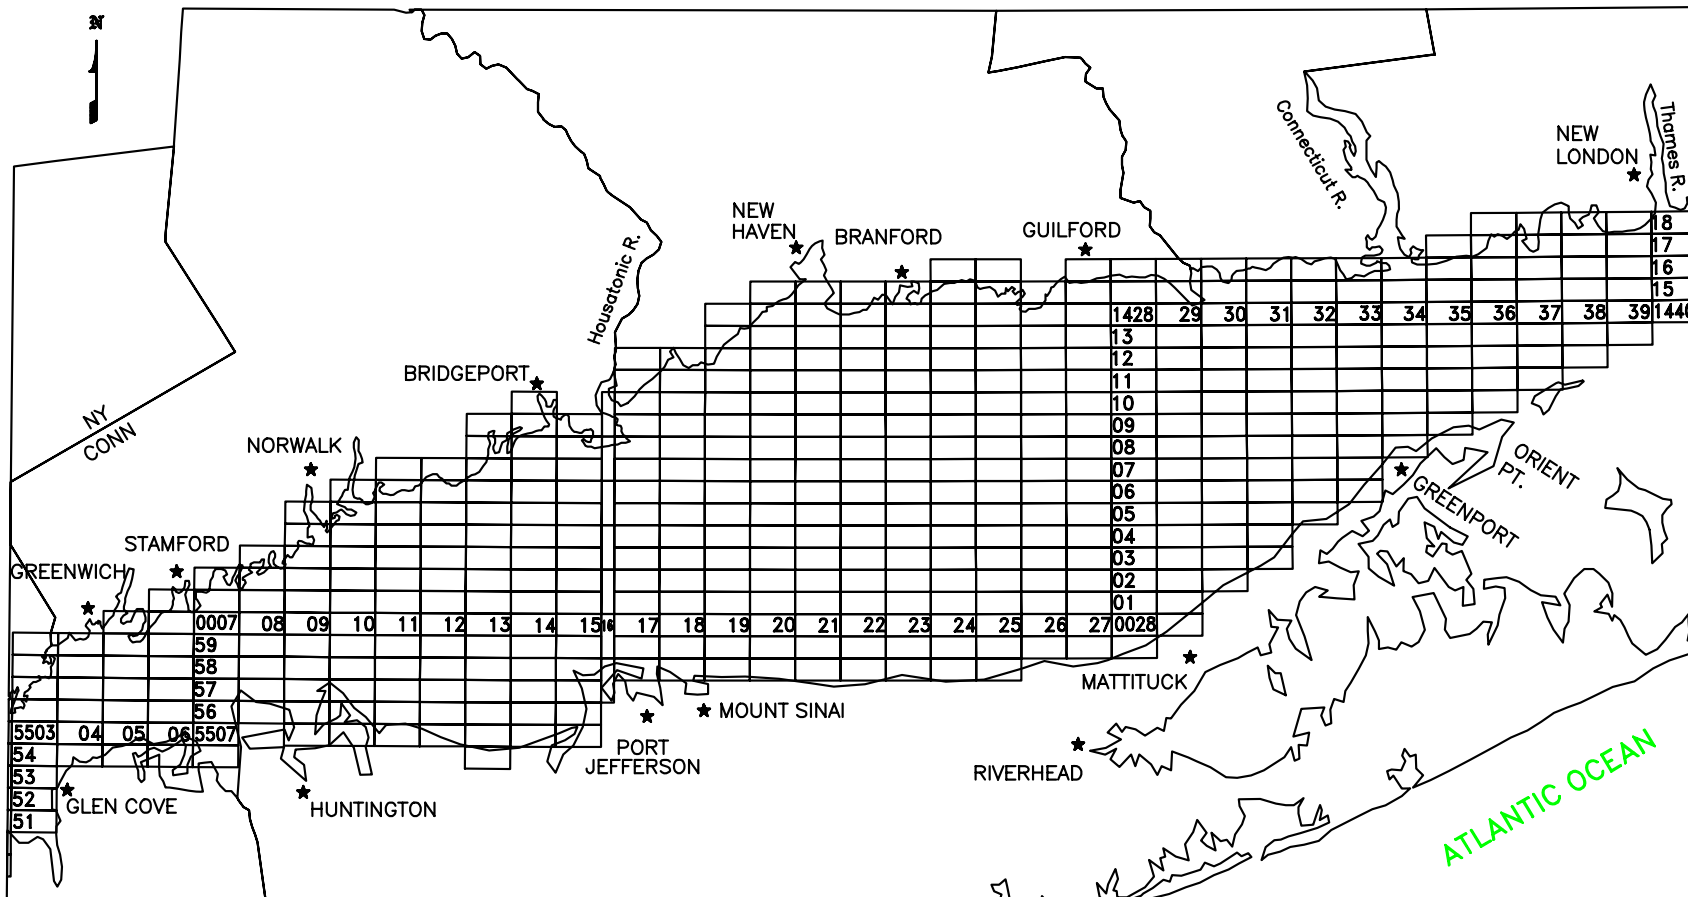 N
Thames R.
Connecticut R.
NEW
LONDON
NEW
HAVEN
BRANFORD
GUILFORD
18
17
16
15
Housatonic R.
1428 29 30 31 32 33 34 35 36 37 38 39 1440
13
12
11
10
09
08
07
06
05
04
03
02
01
BRIDGEPORT
NY
CONN
NORWALK
ORIENT
PT.
GREENPORT
STAMFORD
GREENWICH
0007 08 09 10 11 12 13 14 15 16 17 18 19 20 21 22 23 24 25 26 27 0028
59
58
57
56
5503 04 05 06 5507
54
53
52
51
MATTITUCK
MOUNT SINAI
PORT
JEFFERSON
RIVERHEAD
GLEN COVE
HUNTINGTON
ATLANTIC OCEAN